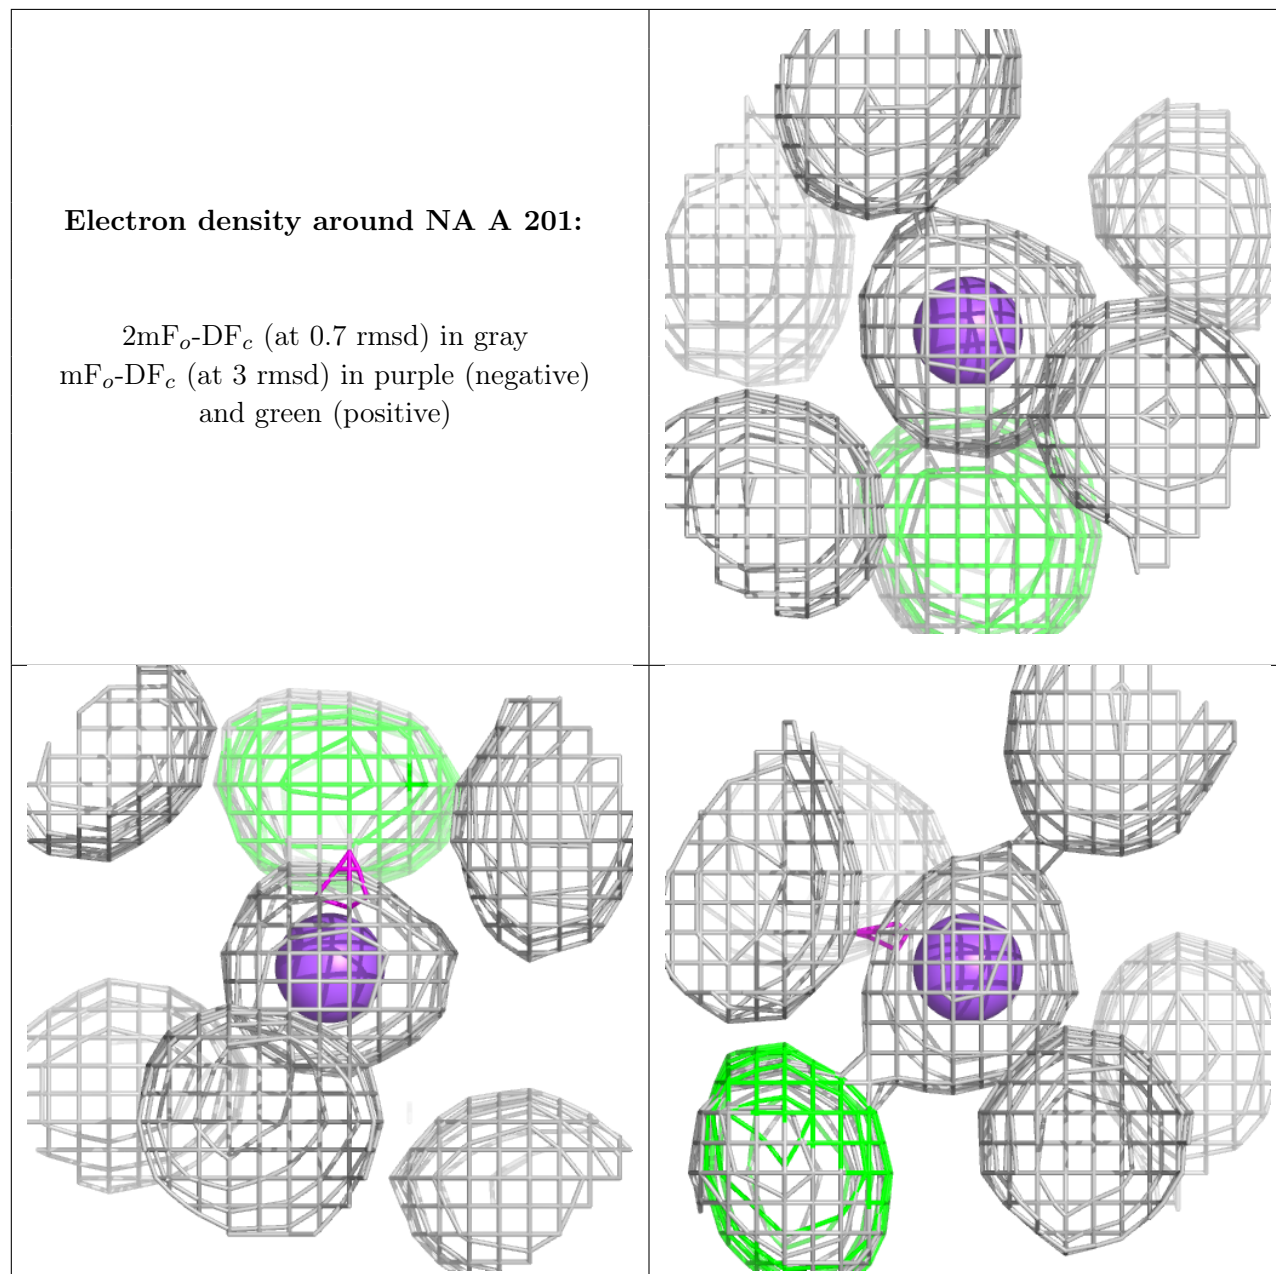 Electron density around NA A 201:
2mFo-DFc (at 0.7 rmsd) in gray
mFo-DFc (at 3 rmsd) in purple (negative)
and green (positive)